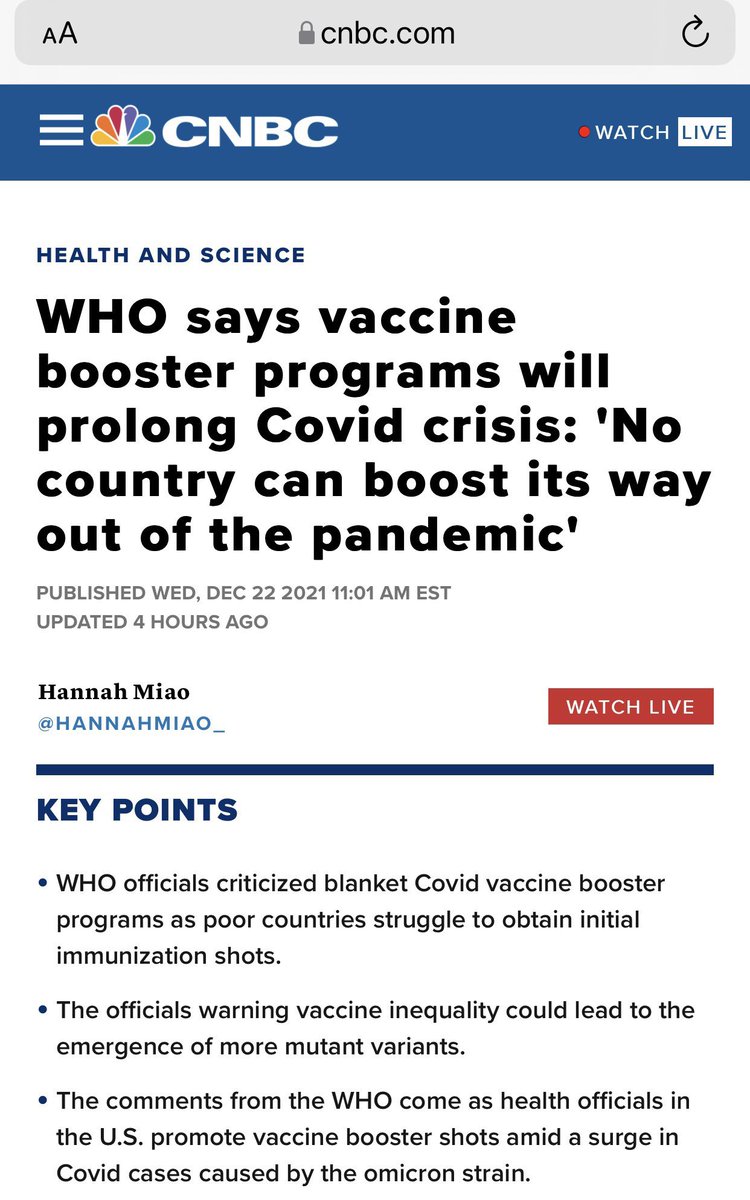 AA cnbc.com
CNBC WATCH LIVE
HEALTH AND SCIENCE
WHO says vaccine
booster programs will
prolong Covid crisis: 'No
country can boost its way
out of the pandemic'
PUBLISHED WED, DEC 22 2021 11:01 AM EST
UPDATED 4 HOURS AGO
Hannah Miao
@HANNAHMIAO_
WATCH LIVE
KEY POINTS
• WHO officials criticized blanket Covid vaccine booster
programs as poor countries struggle to obtain initial
immunization shots.
• The officials warning vaccine inequality could lead to the
emergence of more mutant variants.
• The comments from the WHO come as health officials in
the U.S. promote vaccine booster shots amid a surge in
Covid cases caused by the omicron strain.